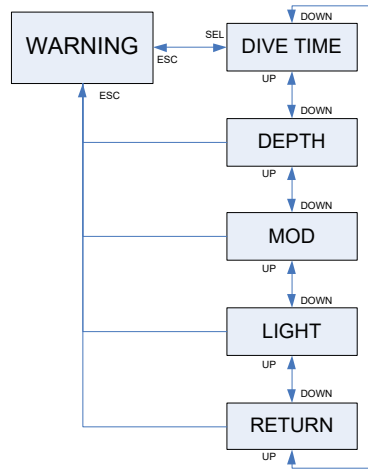 DOWN
WARNING
SEL
DIVE TIME
ESC
UP
ESC
DOWN
DEPTH
UP
DOWN
MOD
UP
DOWN
LIGHT
UP
DOWN
RETURN
UP